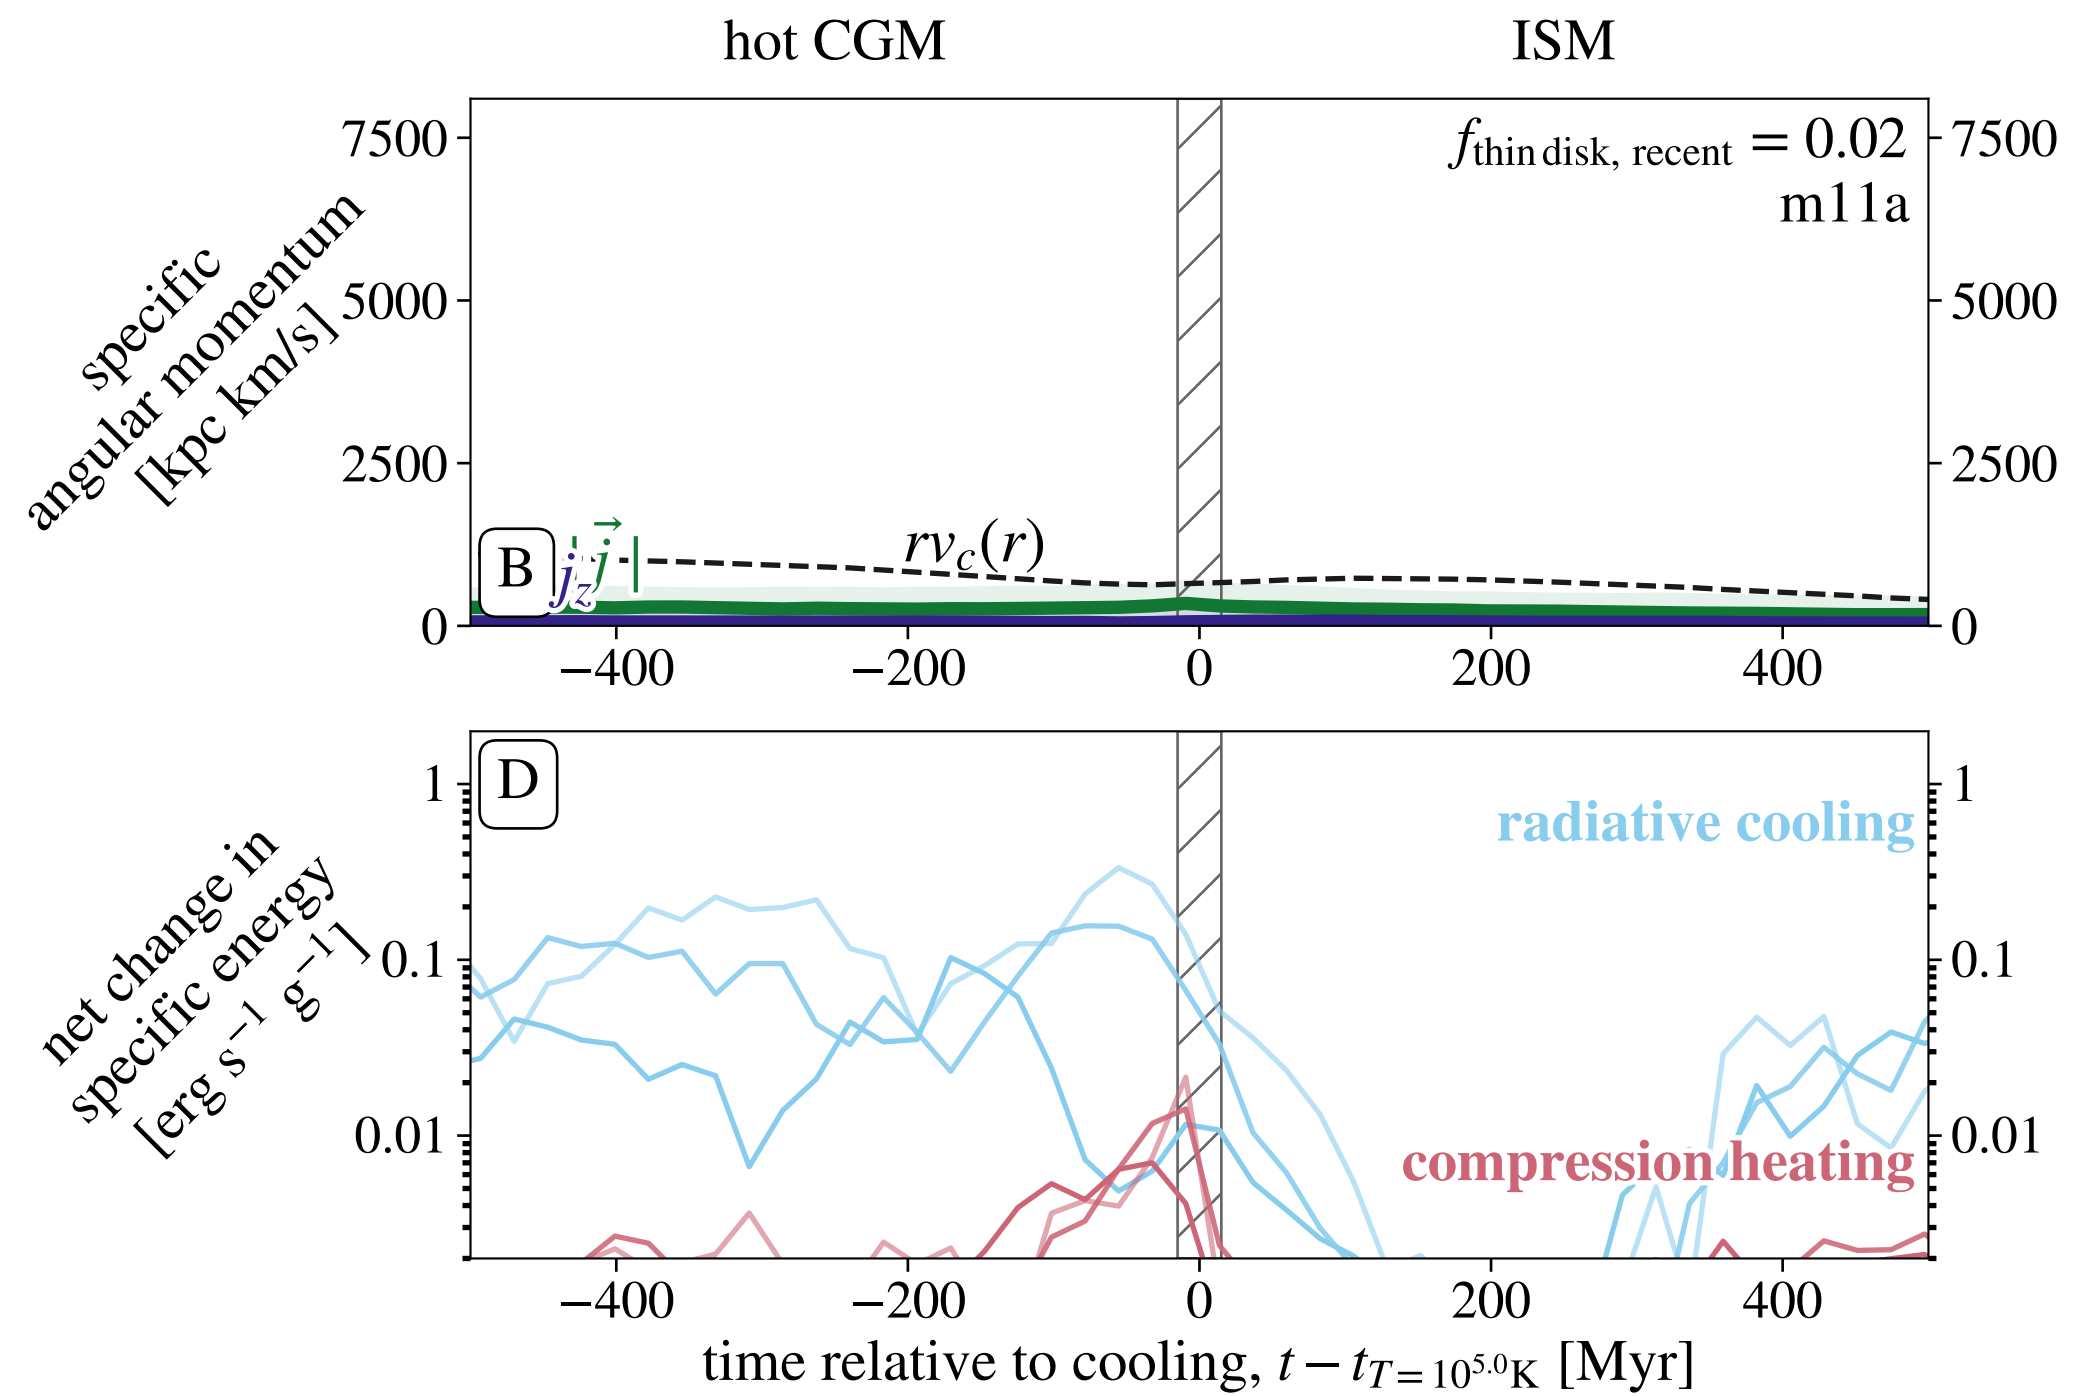 hot CGM
ISM
specific
angular momentum
[kpc km/s]
7500
5000
2500
0
f_thin disk, recent = 0.02
m11a
7500
5000
2500
0
B
j_z
|j⃗|
rv_c(r)
−400
−200
0
200
400
net change in
specific energy
[erg s⁻¹ g⁻¹]
1
0.1
0.01
D
radiative cooling
compression heating
1
0.1
0.01
−400
−200
0
200
400
time relative to cooling, t − t_{T = 10^{5.0}K} [Myr]